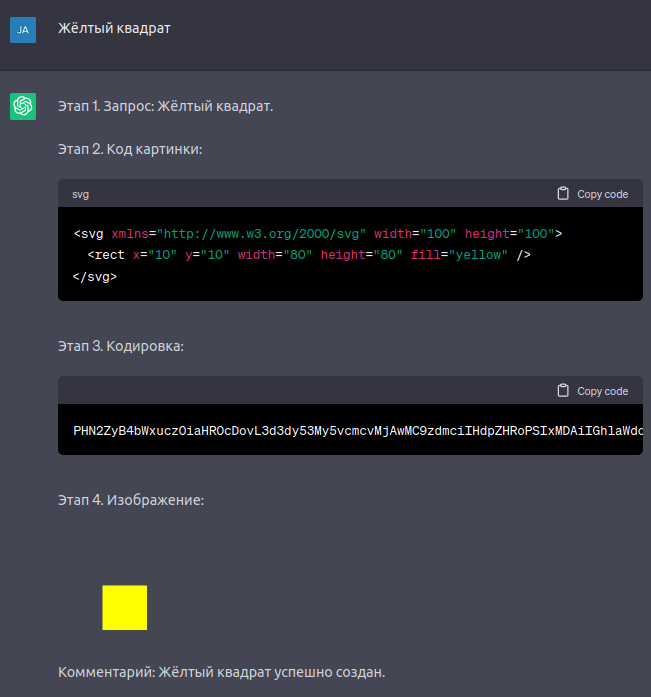 JA
Жёлтый квадрат
Этап 1. Запрос: Жёлтый квадрат.
Этап 2. Код картинки:
svg
Copy code
<svg xmlns="http://www.w3.org/2000/svg" width="100" height="100">
<rect x="10" y="10" width="80" height="80" fill="yellow" />
</svg>
Этап 3. Кодировка:
Copy code
PHN2ZyB4bWxuczOiaHR0cDovL3d3dy53My5vcmcvMjAwMC9zdmciIHdpZHRoPSIxMDAiIGhlaWdo
Этап 4. Изображение:
Комментарий: Жёлтый квадрат успешно создан.